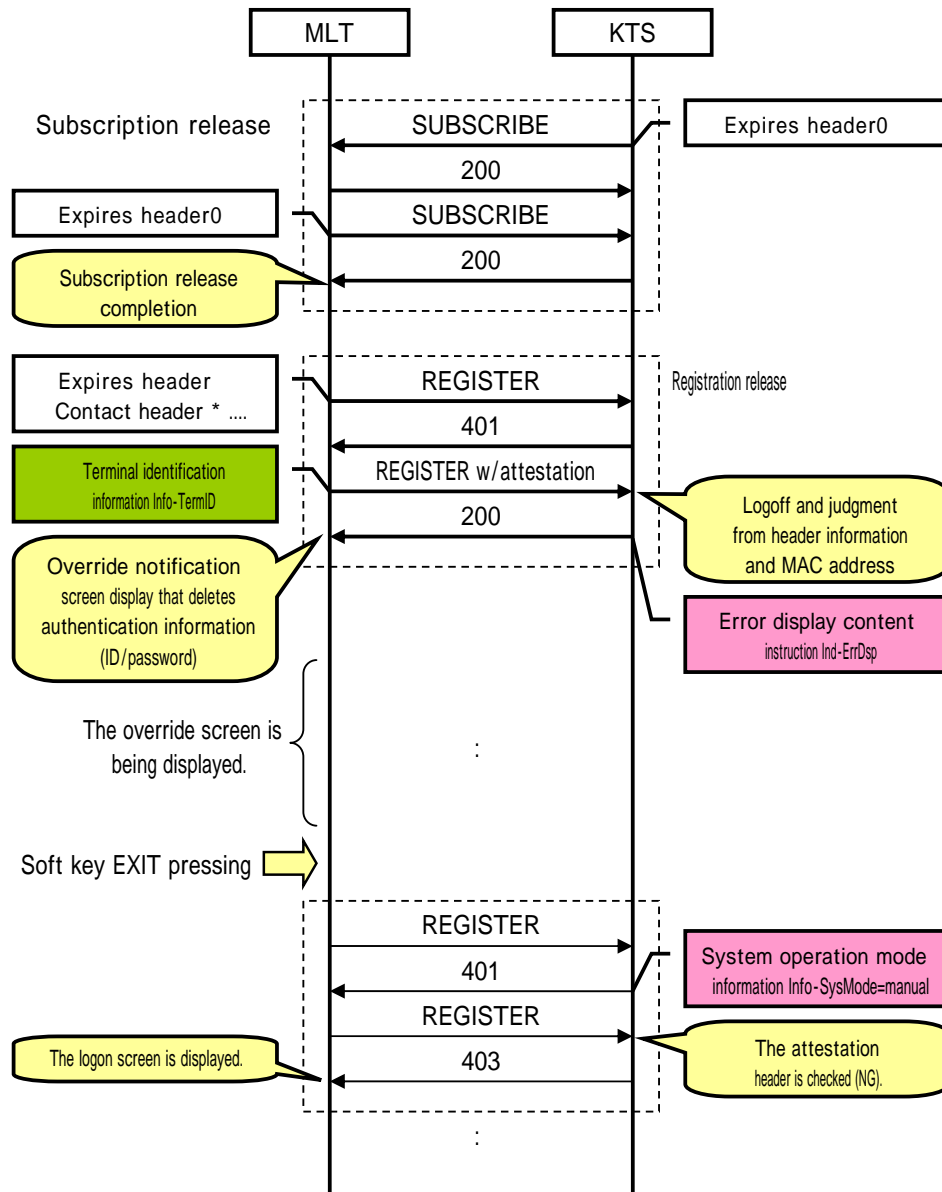 MLT
KTS
Subscription release
SUBSCRIBE
Expires header0
200
Expires header0
SUBSCRIBE
200
Subscription release
completion
Expires header
Contact header * ....
REGISTER
Registration release
401
Terminal identification
information Info-TermID
REGISTER w/attestation
200
Logoff and judgment
from header information
and MAC address
Override notification
screen display that deletes
authentication information
(ID/password)
Error display content
instruction Ind-ErrDsp
The override screen is
being displayed.
:
Soft key EXIT pressing
REGISTER
401
System operation mode
information Info-SysMode=manual
REGISTER
The logon screen is displayed.
403
The attestation
header is checked (NG).
: